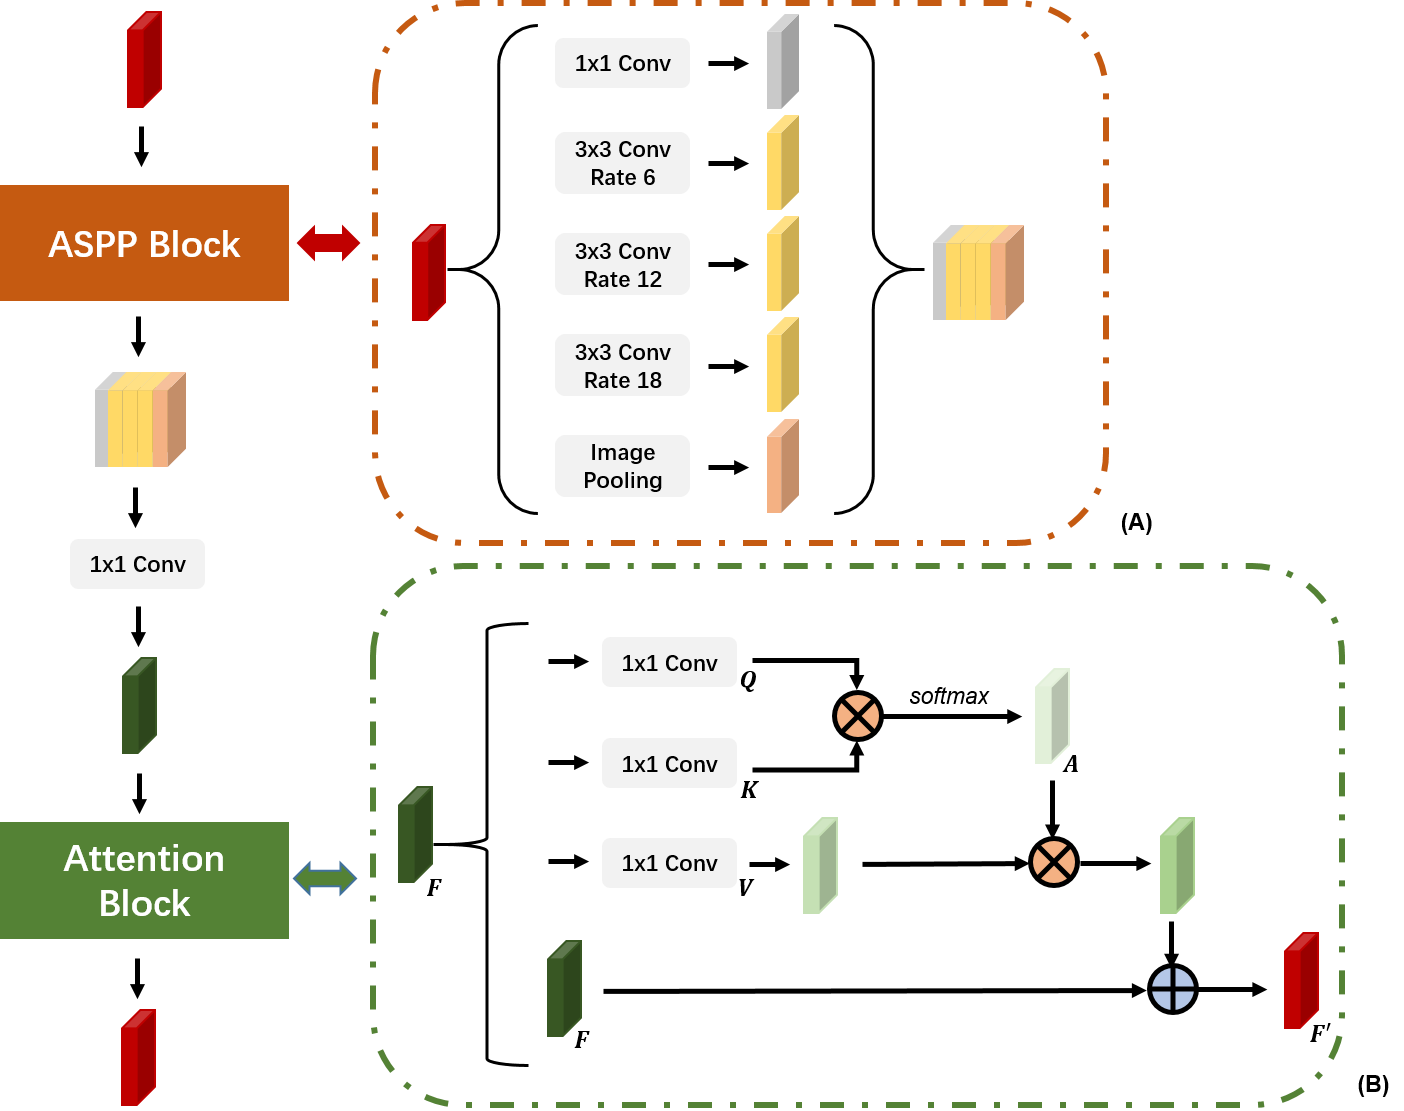 ASPP Block
1x1 Conv
Attention
Block
1x1 Conv
3x3 Conv
Rate 6
3x3 Conv
Rate 12
3x3 Conv
Rate 18
Image
Pooling
(A)
F
1x1 Conv
Q
1x1 Conv
K
1x1 Conv
V
softmax
A
F
F′
(B)